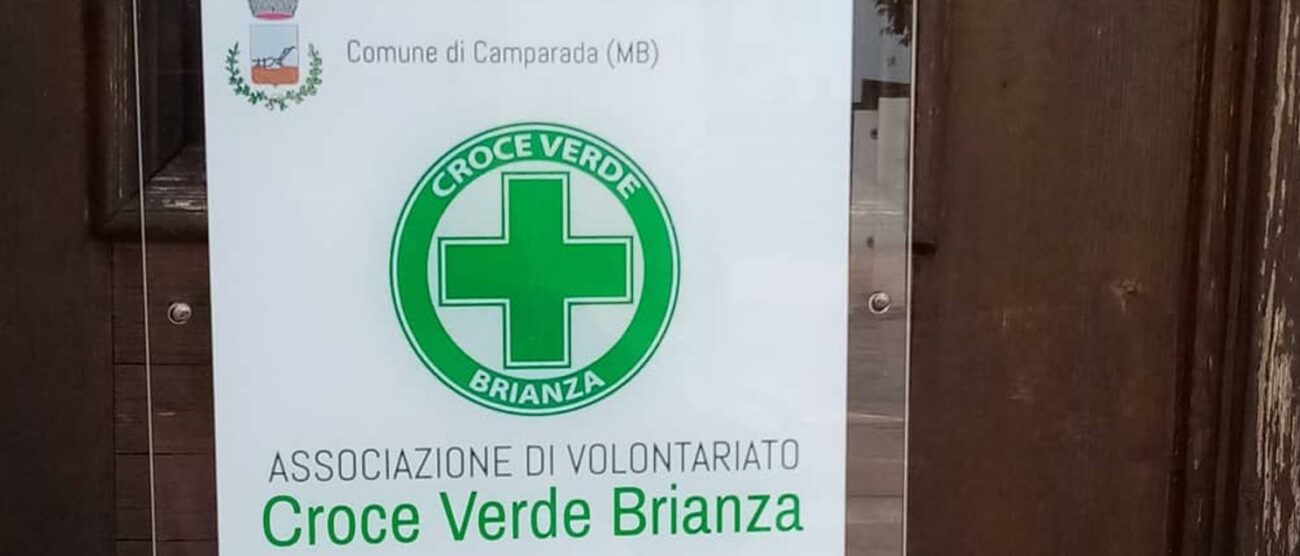 Comune di Camparada (MB)
CROCE VERDE
BRIANZA
ASSOCIAZIONE DI VOLONTARIATO
Croce Verde Brianza